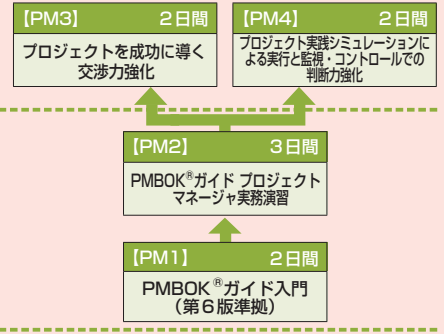 【PM3】 2日間
プロジェクトを成功に導く
交渉力強化
【PM4】 2日間
プロジェクト実践シミュレーションに
よる実行と監視・コントロールでの
判断力強化
【PM2】 3日間
PMBOK®ガイド プロジェクト
マネージャ実務演習
【PM1】 2日間
PMBOK®ガイド入門
（第6版準拠）